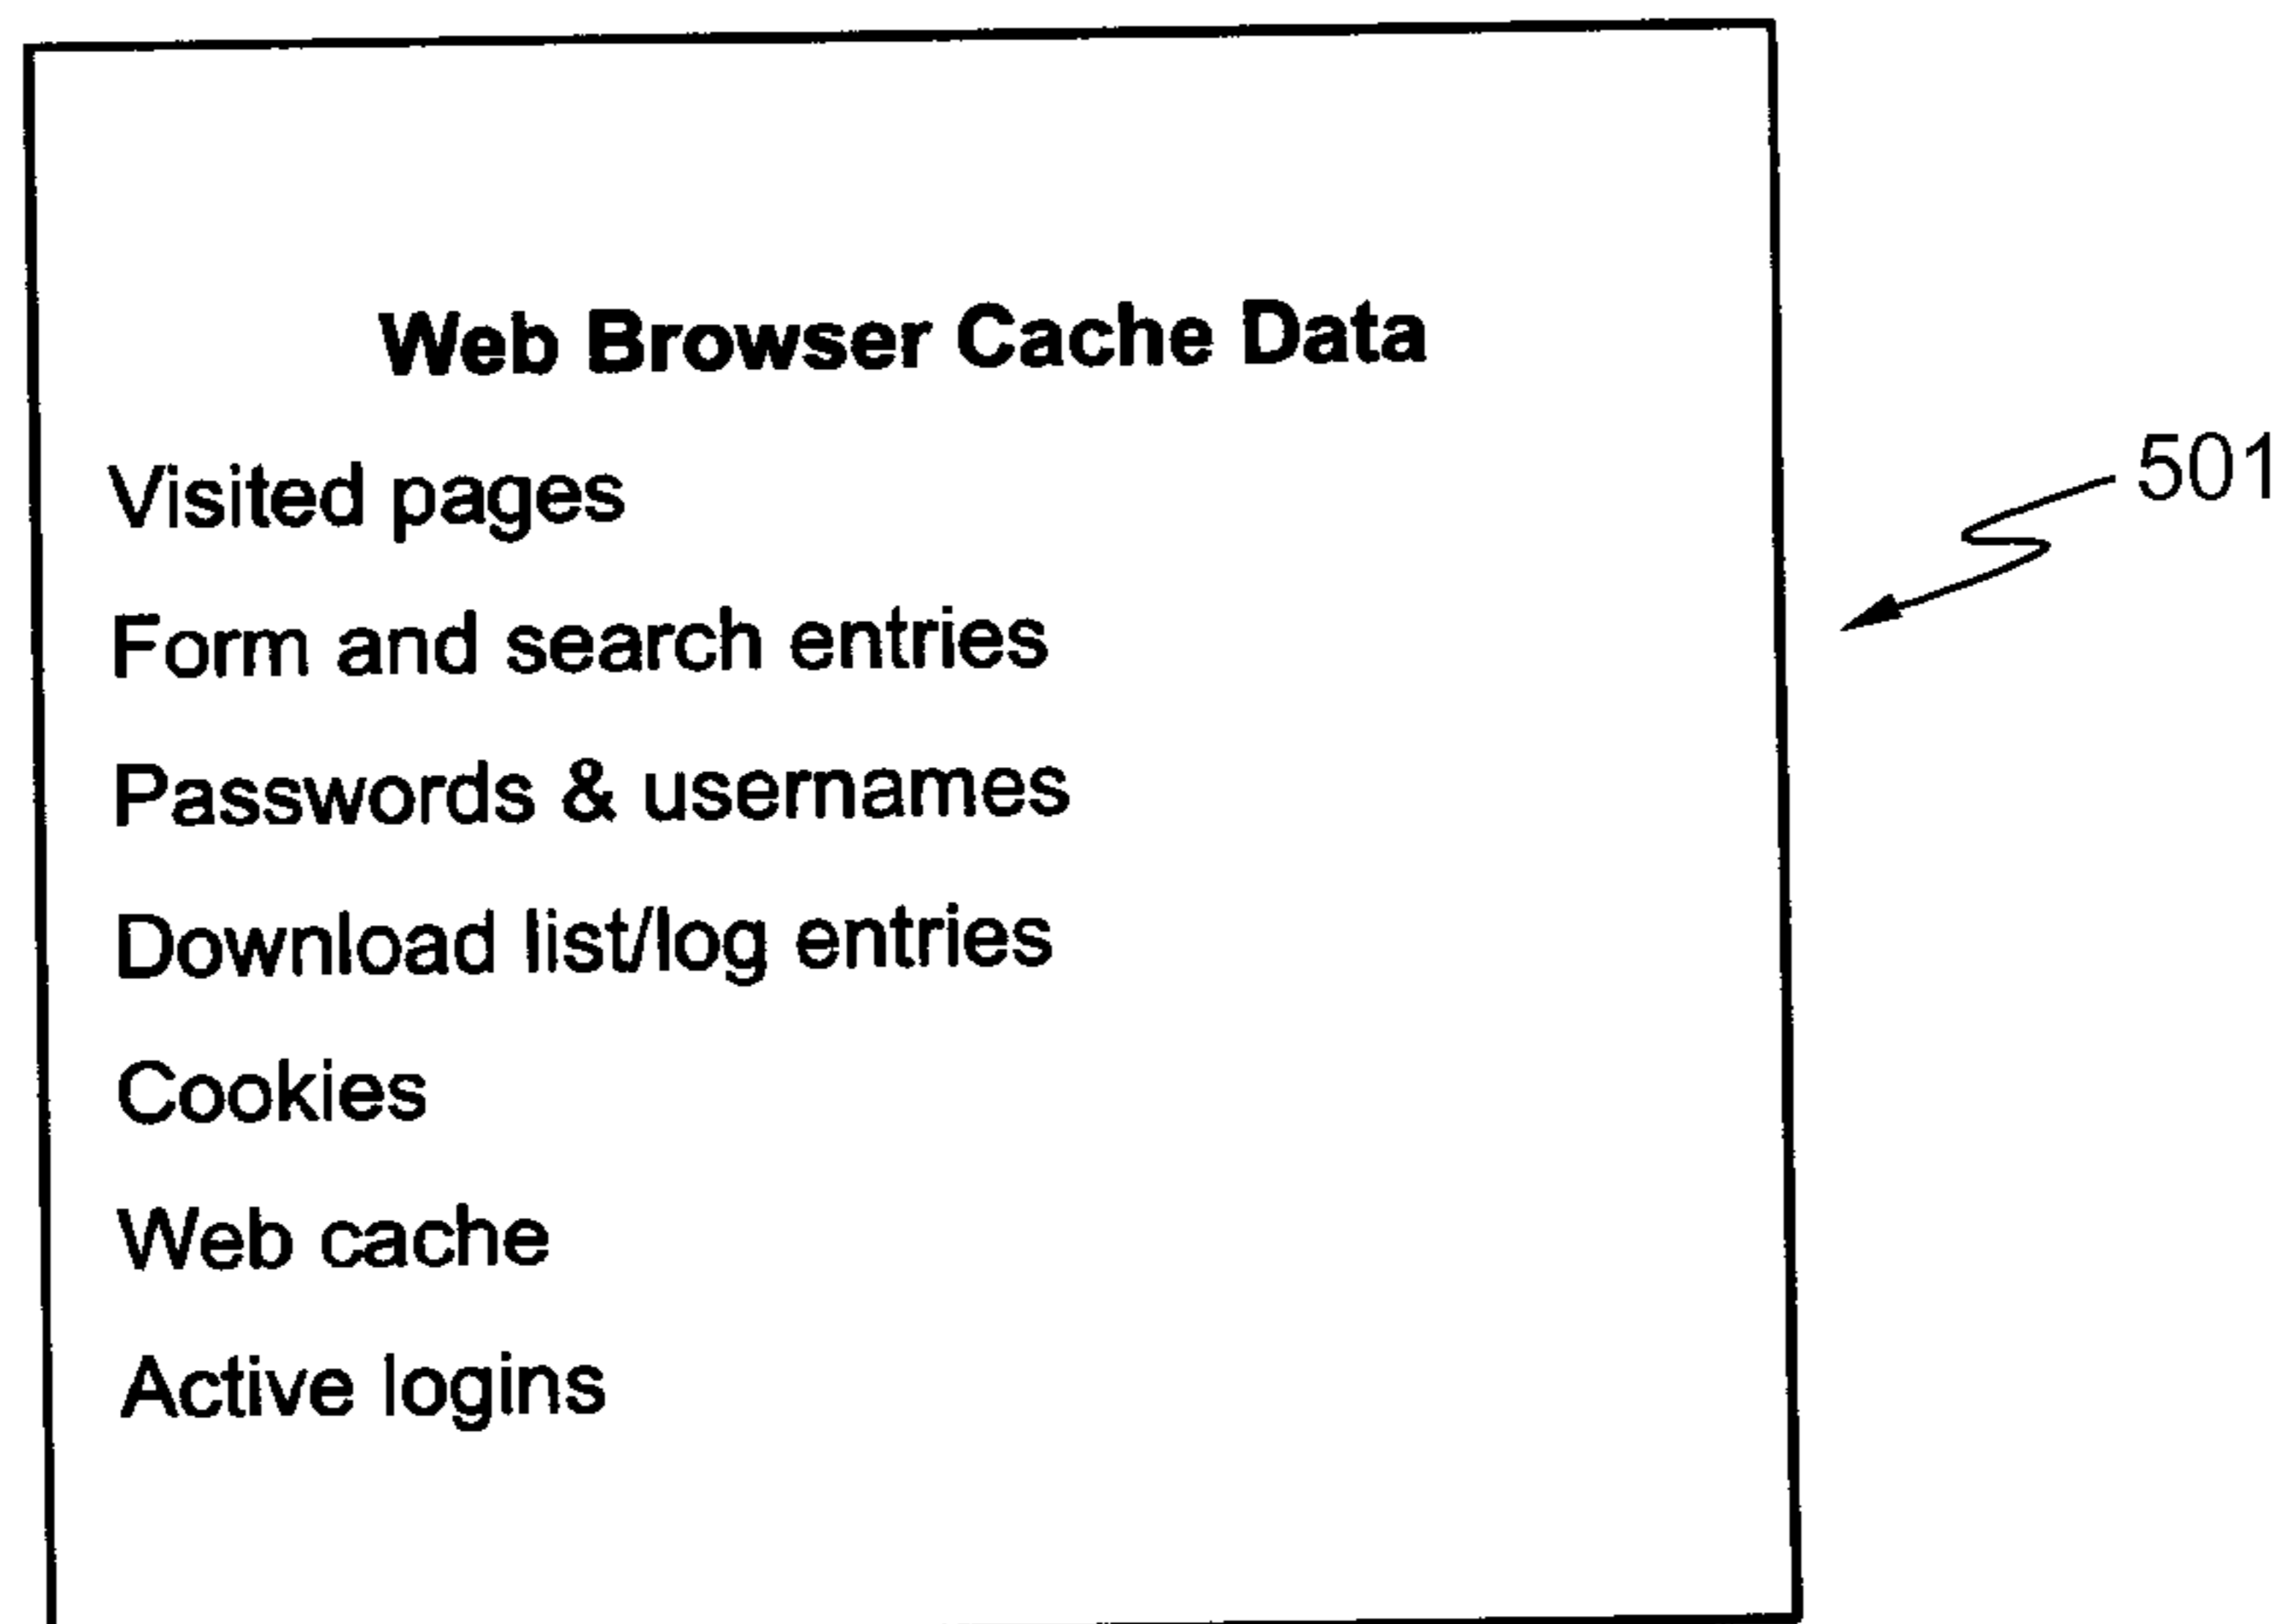 Web Browser Cache Data
Visited pages
501
Form and search entries
Passwords & usernames
Download list/log entries
Cookies
Web cache
Active logins